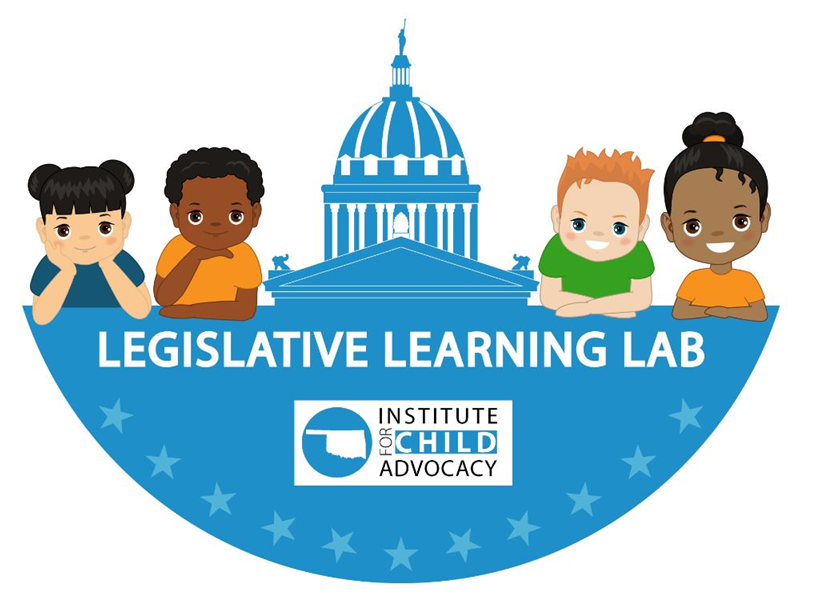 LEGISLATIVE LEARNING LAB
INSTITUTE
FOR CHILD
ADVOCACY